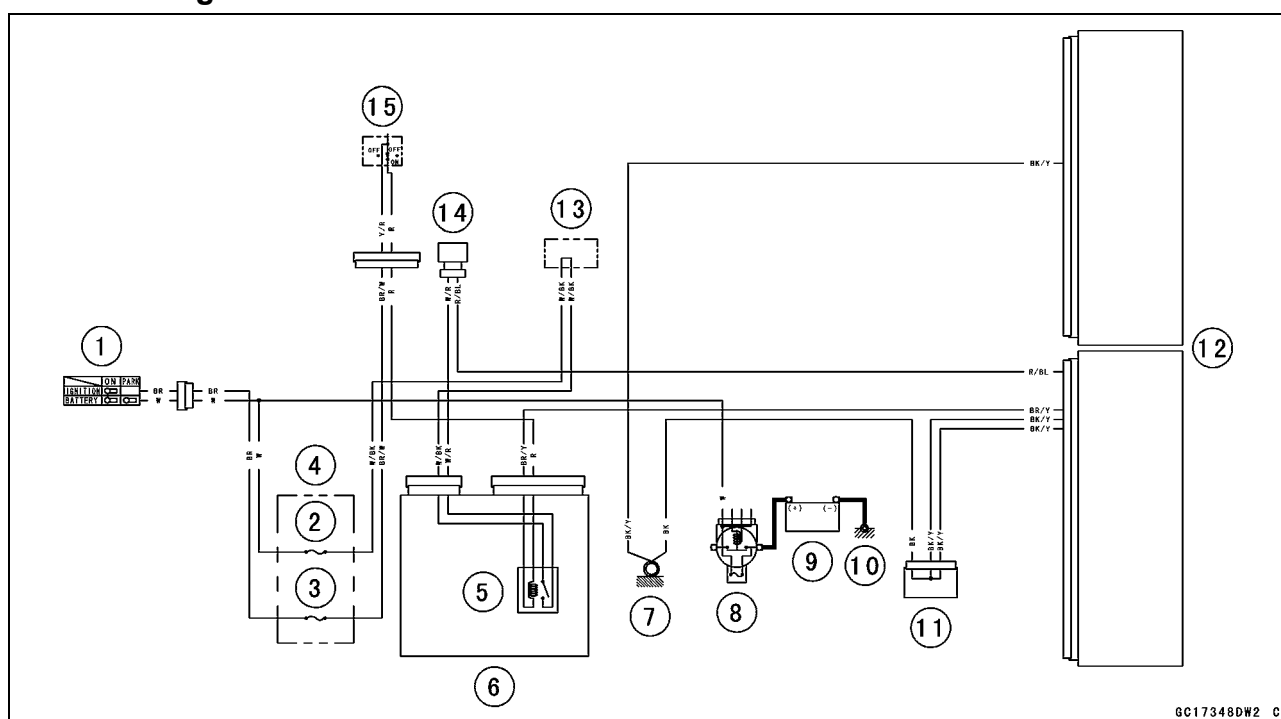 g
15
OFF OFF
ON
14
13
Y/R R
BR/W R
W/R R/BL
W/BK W/BK
BK/Y
12
1
ON PARK
IGNITION
BATTERY
BR BR
W W
R/BL
BR/Y
BK/Y
BK/Y
BR W
W/BK BR/W
W/BK W/R
BR/Y R
4
2
3
5
6
BK/Y BK
7
W
8
(+) (-)
9
10
BK BK/Y BK/Y
11
GC17348DW2 C